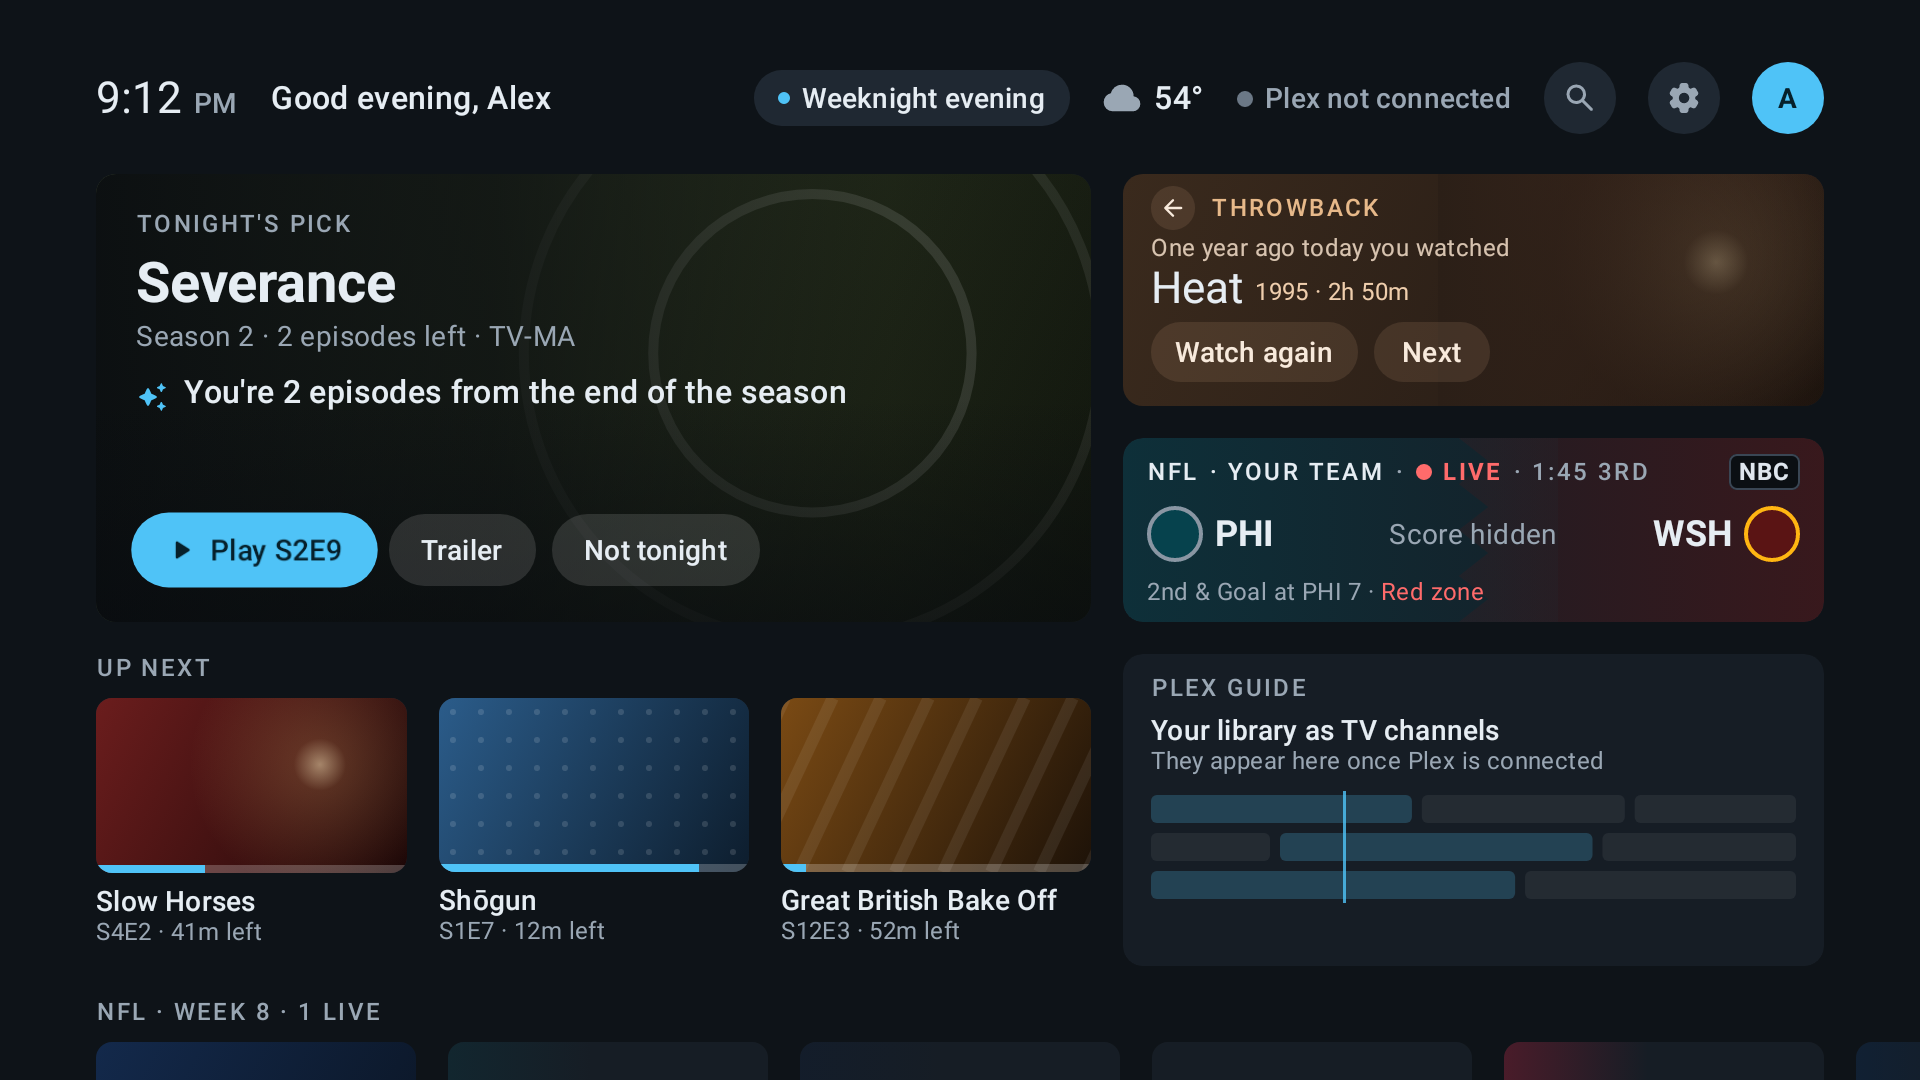 9:12 PM
Good evening, Alex
Weeknight evening
54°
Plex not connected
A
TONIGHT'S PICK
Severance
Season 2 · 2 episodes left · TV-MA
You're 2 episodes from the end of the season
Play S2E9
Trailer
Not tonight
THROWBACK
One year ago today you watched
Heat 1995 · 2h 50m
Watch again
Next
NFL · YOUR TEAM · LIVE · 1:45 3RD
NBC
PHI
Score hidden
WSH
2nd & Goal at PHI 7 · Red zone
UP NEXT
Slow Horses
S4E2 · 41m left
Shōgun
S1E7 · 12m left
Great British Bake Off
S12E3 · 52m left
PLEX GUIDE
Your library as TV channels
They appear here once Plex is connected
NFL · WEEK 8 · 1 LIVE